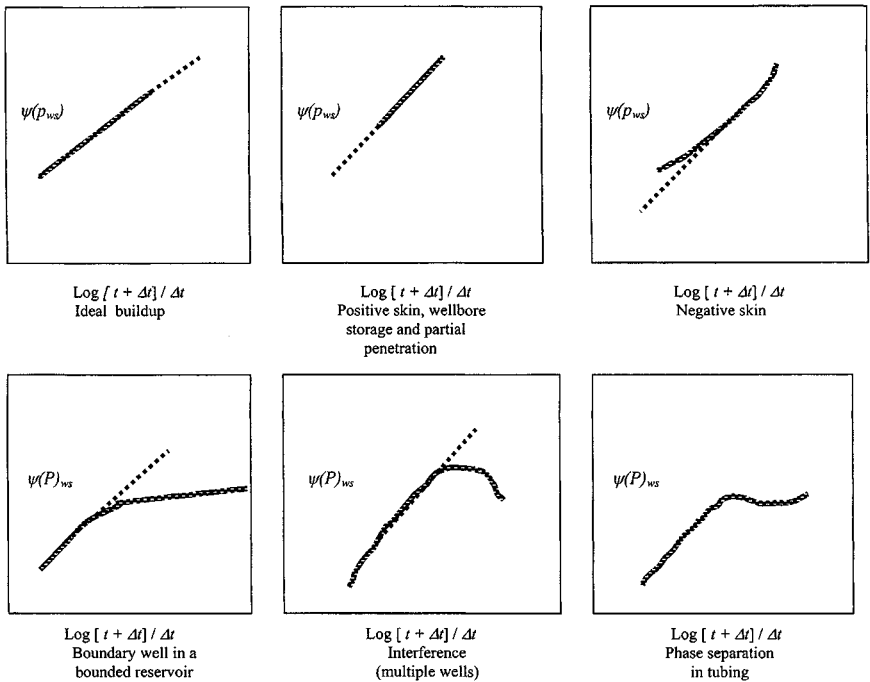 ψ(pws)
ψ(pws)
ψ(pws)
Log [ t + Δt] / Δt
Ideal buildup
Log [ t + Δt] / Δt
Positive skin, wellbore
storage and partial
penetration
Log [ t + Δt] / Δt
Negative skin
ψ(P)ws
ψ(P)ws
ψ(P)ws
Log [ t + Δt] / Δt
Boundary well in a
bounded reservoir
Log [ t + Δt] / Δt
Interference
(multiple wells)
Log [ t + Δt] / Δt
Phase separation
in tubing